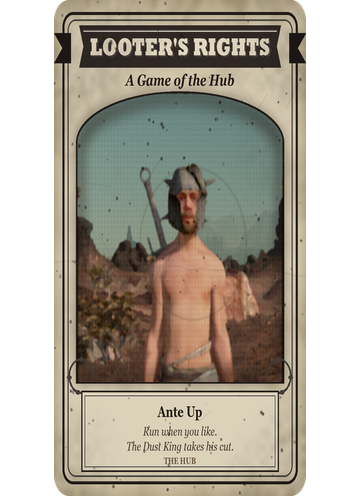 LOOTER'S RIGHTS
A Game of the Hub
Ante Up
Run when you like.
The Dust King takes his cut.
THE HUB